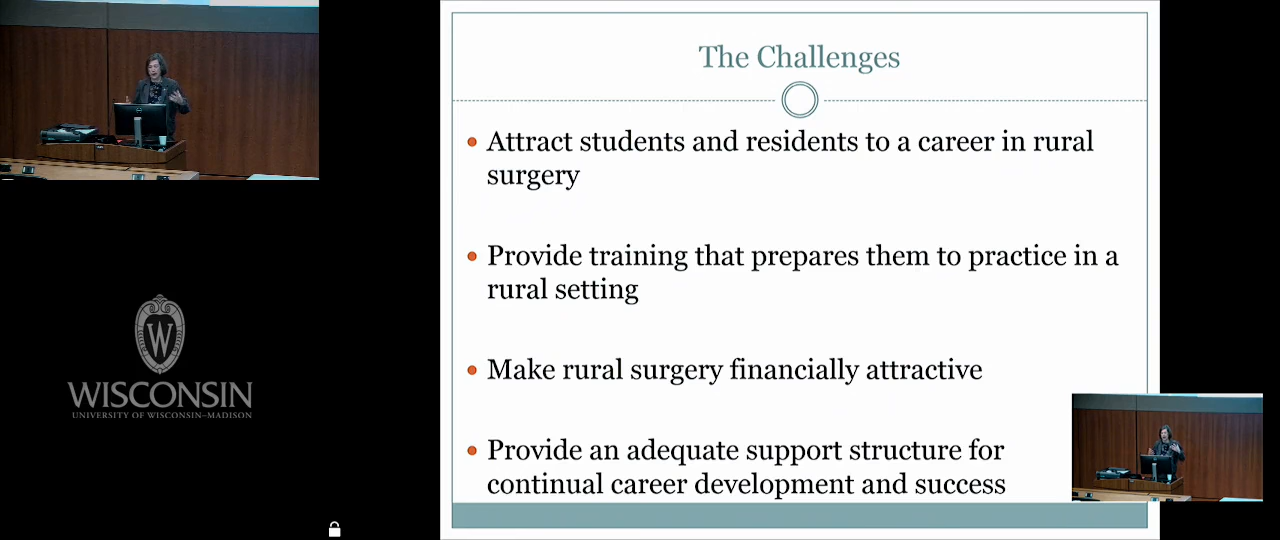 The Challenges
Attract students and residents to a career in rural
surgery
Provide training that prepares them to practice in a
rural setting
Make rural surgery financially attractive
Provide an adequate support structure for
continual career development and success
W
WISCONSIN
UNIVERSITY OF WISCONSIN–MADISON